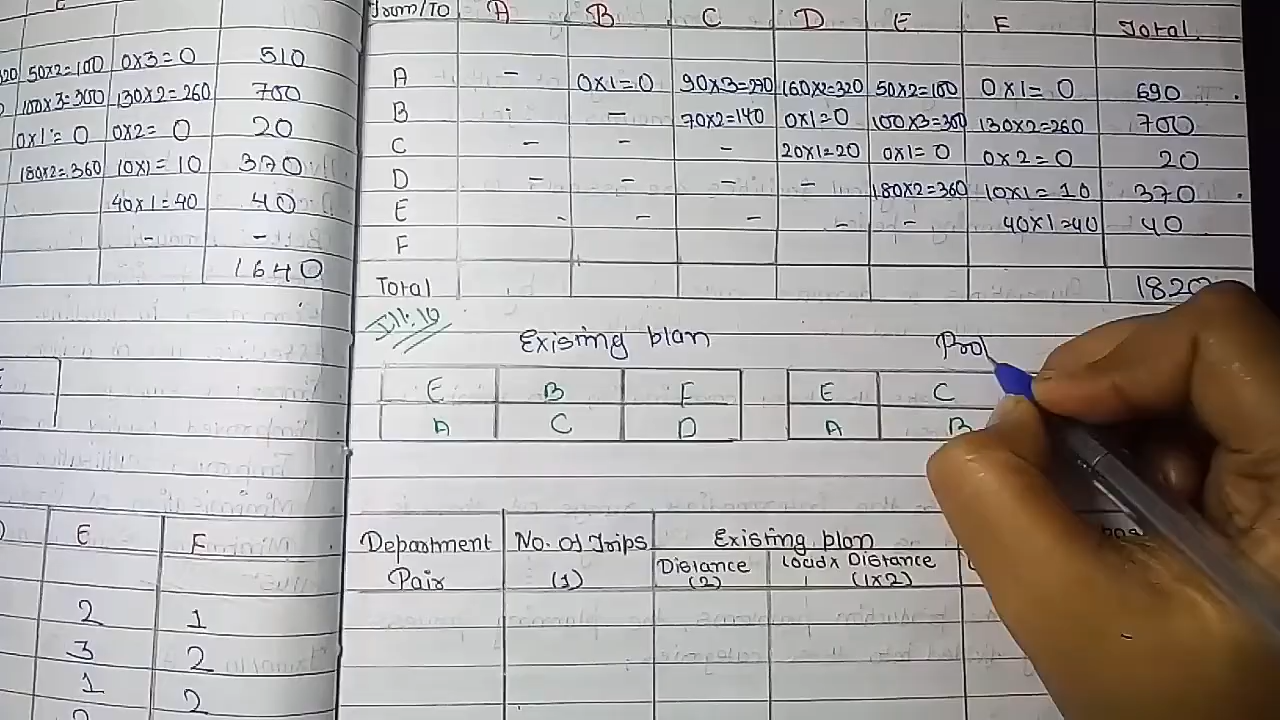 50x2=100 0x3=0 510
100x3=300 130x2=260 700
0x1=0 0x2=0 20
180x2=360 10x1=10 370
40x1=40 40
- -
1640
E F
2 1
3 2
1 2
From/To A B C D E F Total
A - 0x1=0 90x3=270 160x2=320 50x2=100 0x1=0 690
B - 70x2=140 0x1=0 100x3=300 130x2=260 700
C - - - 20x1=20 0x1=0 0x2=0 20
D - - - - 180x2=360 10x1=10 370
E - - - - - 40x1=40 40
F
Total 1820
Ill:10
Exising plan
E B F
A C D
E C
A B
Department Pair
No. of Trips (1)
Existing plan
Distance (2)
Load x Distance (1x2)